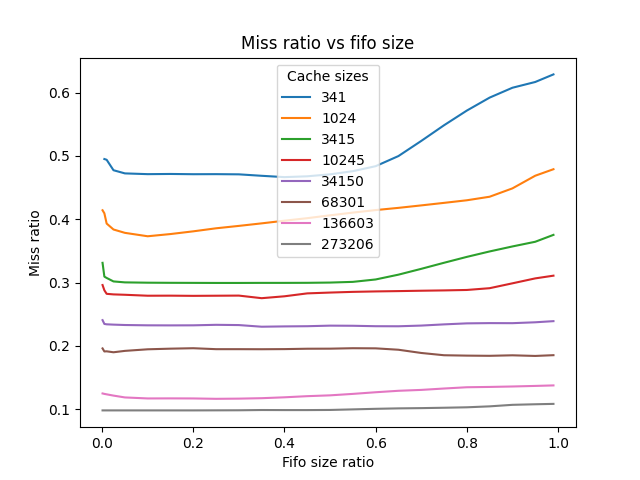 Miss ratio vs fifo size
Cache sizes
341
1024
3415
10245
34150
68301
136603
273206
Miss ratio
0.6
0.5
0.4
0.3
0.2
0.1
0.0 0.2 0.4 0.6 0.8 1.0
Fifo size ratio